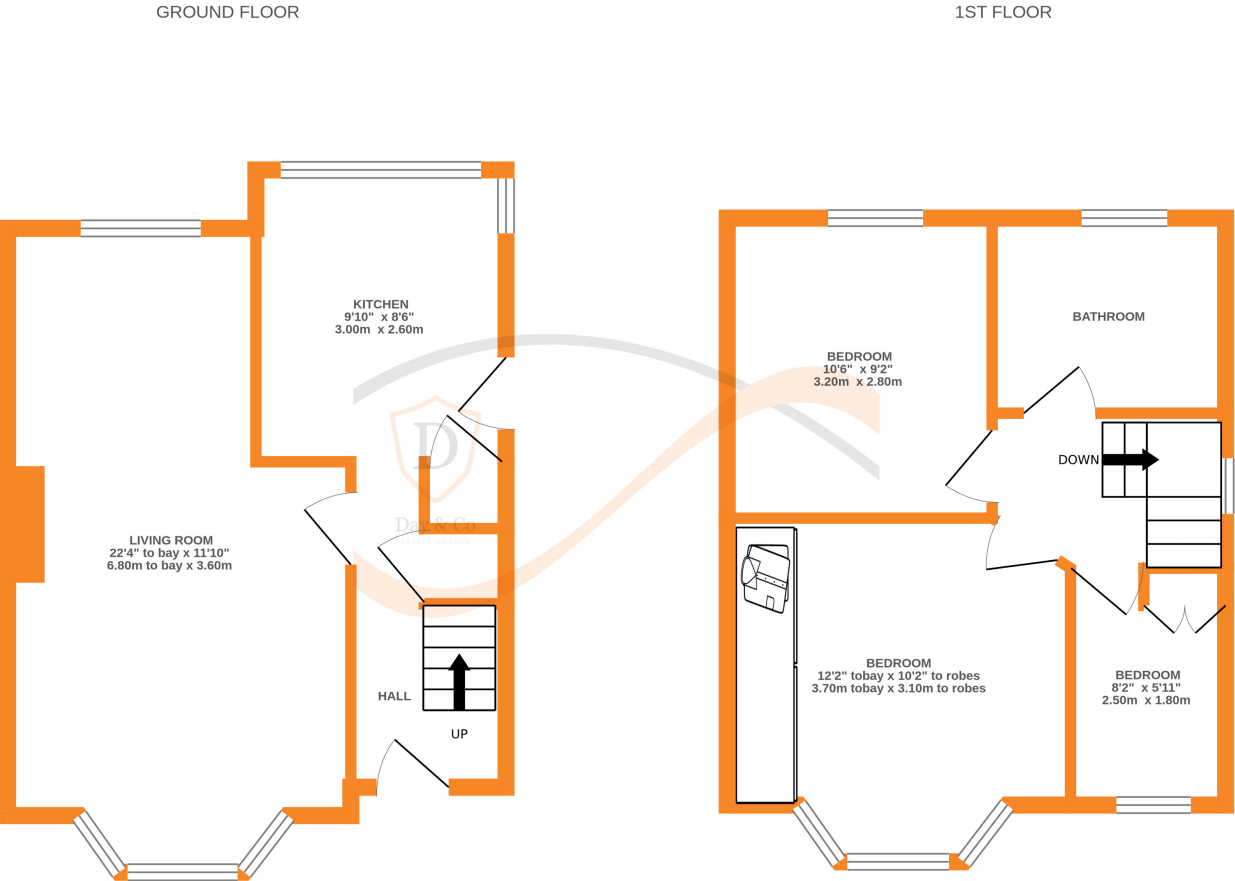 GROUND FLOOR
1ST FLOOR
KITCHEN
9'10" x 8'6"
3.00m x 2.60m
D
Day & Co
LIVING ROOM
22'4" to bay x 11'10"
6.80m to bay x 3.60m
HALL
UP
BEDROOM
10'6" x 9'2"
3.20m x 2.80m
BATHROOM
DOWN
BEDROOM
12'2" tobay x 10'2" to robes
3.70m tobay x 3.10m to robes
BEDROOM
8'2" x 5'11"
2.50m x 1.80m